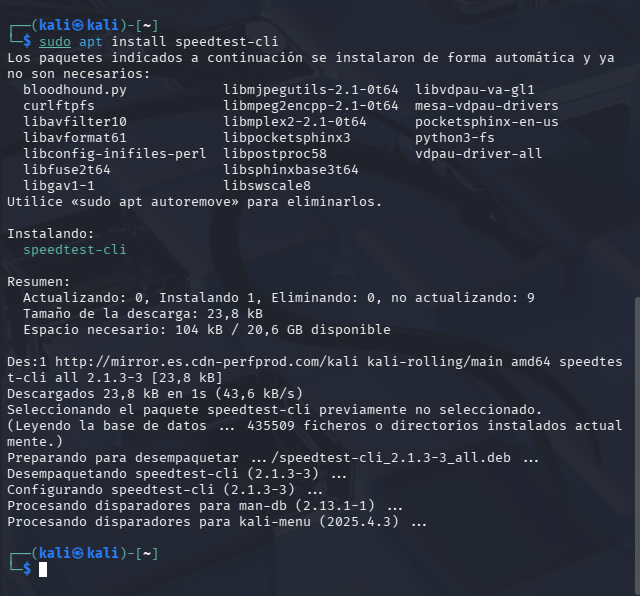 ┌──(kali㉿kali)-[~]
└─$ sudo apt install speedtest-cli
Los paquetes indicados a continuación se instalaron de forma automática y ya
no son necesarios:
  bloodhound.py            libmjpegutils-2.1-0t64  libvdpau-va-gl1
  curlftpfs                libmpeg2encpp-2.1-0t64  mesa-vdpau-drivers
  libavfilter10            libmplex2-2.1-0t64      pocketsphinx-en-us
  libavformat61            libpocketsphinx3        python3-fs
  libconfig-inifiles-perl  libpostproc58           vdpau-driver-all
  libfuse2t64              libsphinxbase3t64
  libgav1-1                libswscale8
Utilice «sudo apt autoremove» para eliminarlos.

Instalando:
  speedtest-cli

Resumen:
  Actualizando: 0, Instalando 1, Eliminando: 0, no actualizando: 9
  Tamaño de la descarga: 23,8 kB
  Espacio necesario: 104 kB / 20,6 GB disponible

Des:1 http://mirror.es.cdn-perfprod.com/kali kali-rolling/main amd64 speedtes
t-cli all 2.1.3-3 [23,8 kB]
Descargados 23,8 kB en 1s (43,6 kB/s)
Seleccionando el paquete speedtest-cli previamente no seleccionado.
(Leyendo la base de datos ... 435509 ficheros o directorios instalados actual
mente.)
Preparando para desempaquetar .../speedtest-cli_2.1.3-3_all.deb ...
Desempaquetando speedtest-cli (2.1.3-3) ...
Configurando speedtest-cli (2.1.3-3) ...
Procesando disparadores para man-db (2.13.1-1) ...
Procesando disparadores para kali-menu (2025.4.3) ...

┌──(kali㉿kali)-[~]
└─$